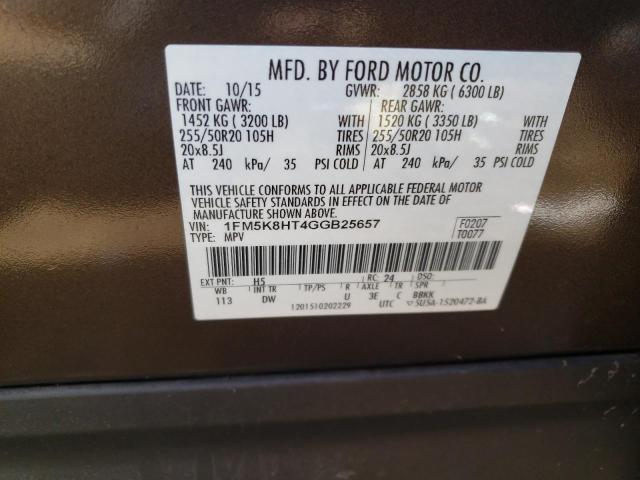 MFD. BY FORD MOTOR CO.
DATE: 10/15 GVWR: 2858 KG ( 6300 LB)
FRONT GAWR: REAR GAWR:
1452 KG ( 3200 LB) WITH 1520 KG ( 3350 LB) WITH
255/50R20 105H TIRES 255/50R20 105H TIRES
20x8.5J RIMS 20x8.5J RIMS
AT 240 kPa/ 35 PSI COLD AT 240 kPa/ 35 PSI COLD
THIS VEHICLE CONFORMS TO ALL APPLICABLE FEDERAL MOTOR
VEHICLE SAFETY STANDARDS IN EFFECT ON THE DATE OF
MANUFACTURE SHOWN ABOVE.
VIN: 1FM5K8HT4GGB25657 F0207
TYPE: MPV T0077
EXT PNT: H5 RC: 24 DSO:
WB INT TR TP/PS R AXLE TR SPR
113 DW U 3E C BBKK
1201510202229 UTC ▽5U5A-1520472-BA